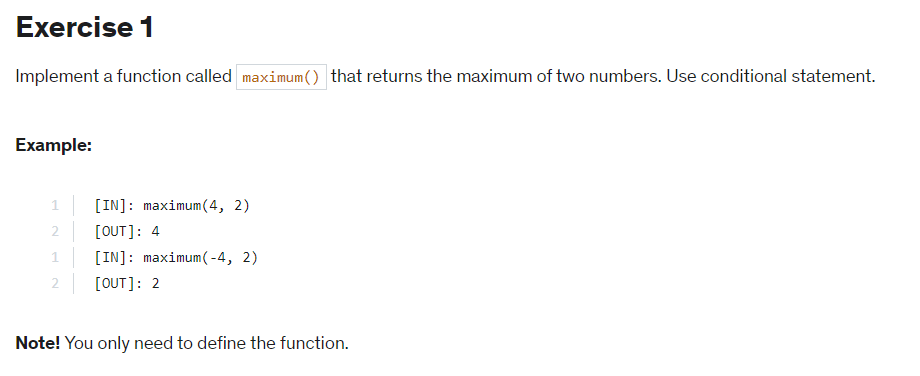 Exercise 1
Implement a function called maximum() that returns the maximum of two numbers. Use conditional statement.
Example:
1 [IN]: maximum(4, 2)
2 [OUT]: 4
1 [IN]: maximum(-4, 2)
2 [OUT]: 2
Note! You only need to define the function.